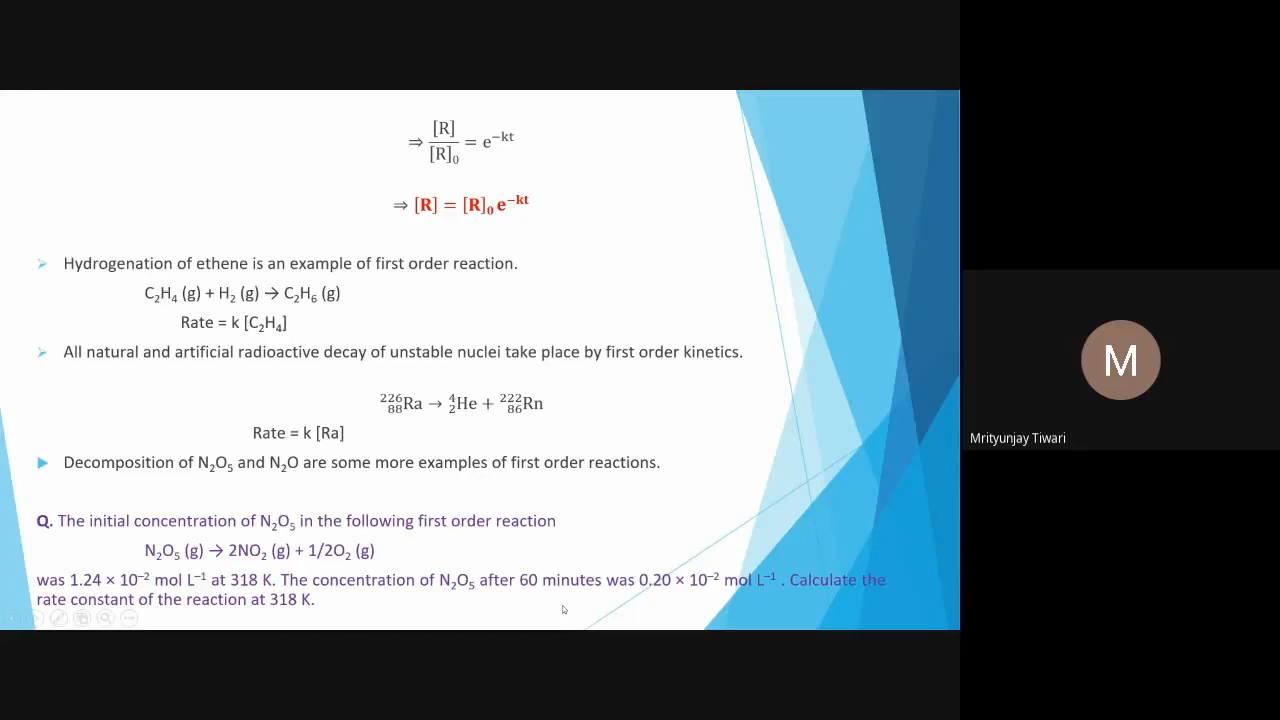 ⇒ [R]/[R]₀ = e⁻ᵏᵗ
⇒ [R] = [R]₀ e⁻ᵏᵗ
Hydrogenation of ethene is an example of first order reaction.
C₂H₄ (g) + H₂ (g) → C₂H₆ (g)
Rate = k [C₂H₄]
All natural and artificial radioactive decay of unstable nuclei take place by first order kinetics.
²²⁶₈₈Ra → ⁴₂He + ²²²₈₆Rn
Rate = k [Ra]
Decomposition of N₂O₅ and N₂O are some more examples of first order reactions.
Q. The initial concentration of N₂O₅ in the following first order reaction
N₂O₅ (g) → 2NO₂ (g) + 1/2O₂ (g)
was 1.24 × 10⁻² mol L⁻¹ at 318 K. The concentration of N₂O₅ after 60 minutes was 0.20 × 10⁻² mol L⁻¹ . Calculate the
rate constant of the reaction at 318 K.
M
Mrityunjay Tiwari